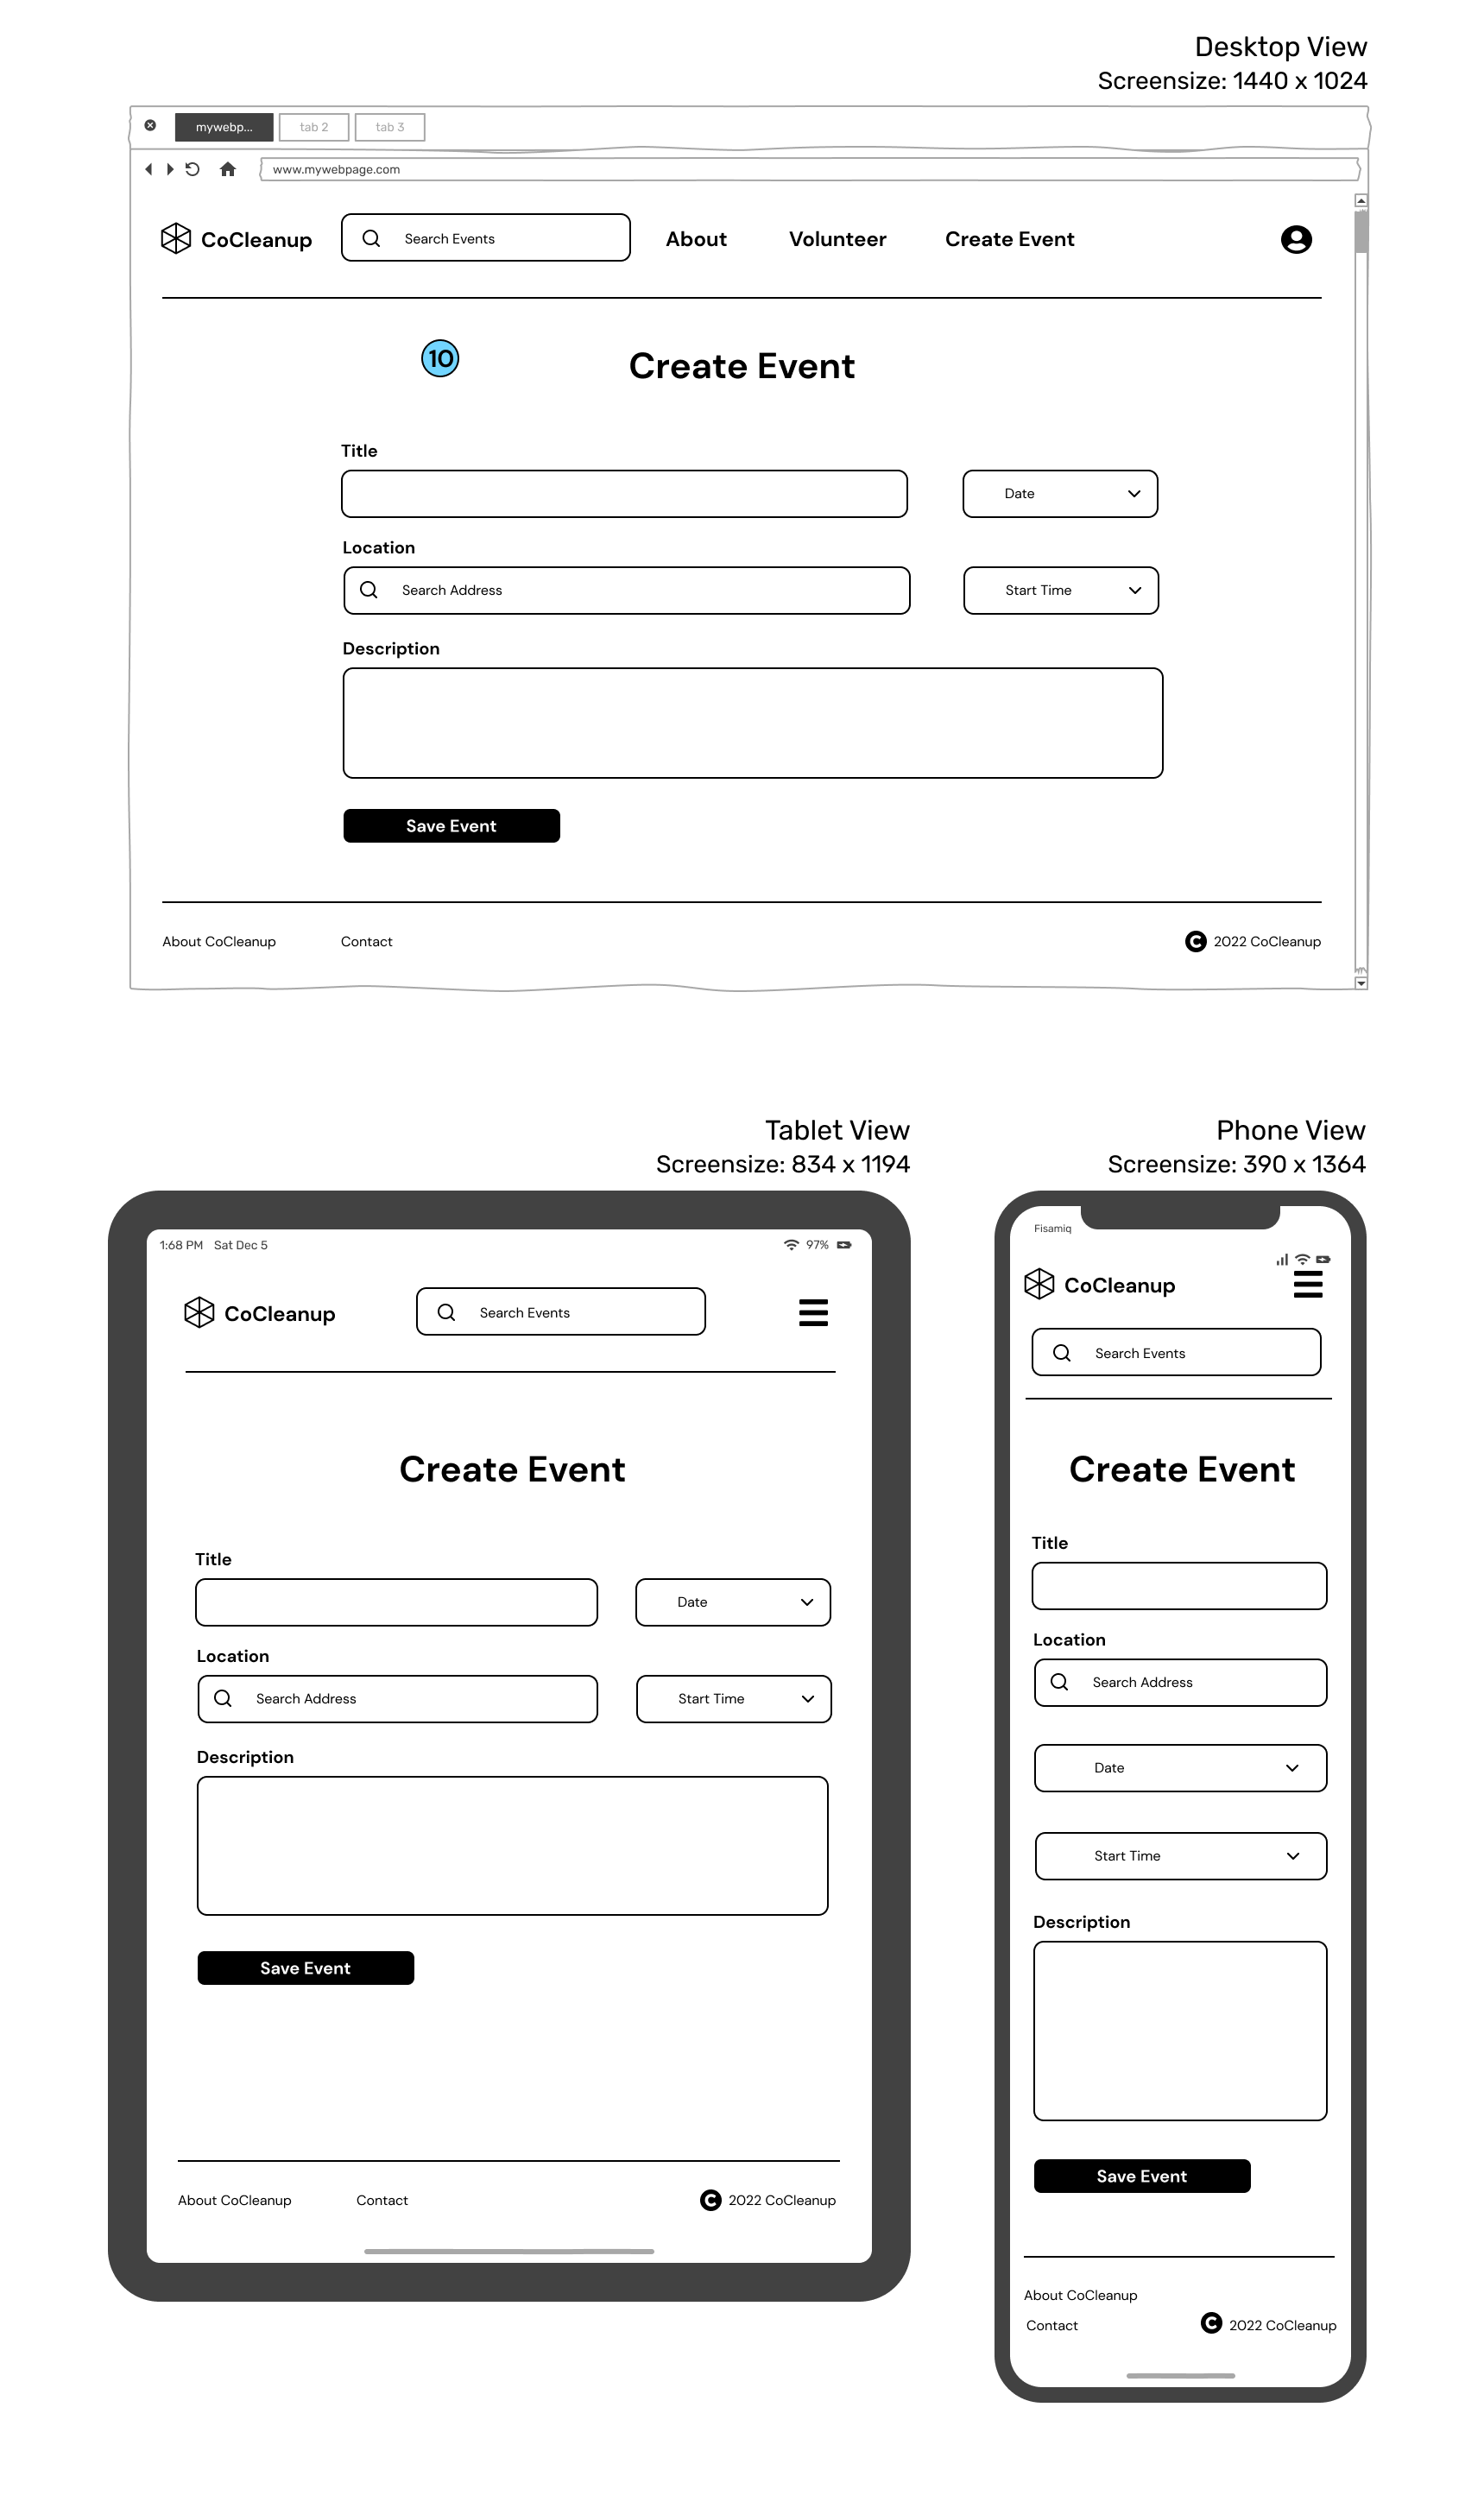 Desktop View
Screensize: 1440 x 1024
mywebp... tab 2 tab 3
www.mywebpage.com
CoCleanup Search Events About Volunteer Create Event
10 Create Event
Title
Date
Location
Search Address Start Time
Description
Save Event
About CoCleanup Contact C 2022 CoCleanup
Tablet View
Screensize: 834 x 1194
1:68 PM Sat Dec 5 97%
CoCleanup Search Events
Create Event
Title
Date
Location
Search Address Start Time
Description
Save Event
About CoCleanup Contact C 2022 CoCleanup
Phone View
Screensize: 390 x 1364
Fisamiq
CoCleanup
Search Events
Create Event
Title
Location
Search Address
Date
Start Time
Description
Save Event
About CoCleanup
Contact C 2022 CoCleanup